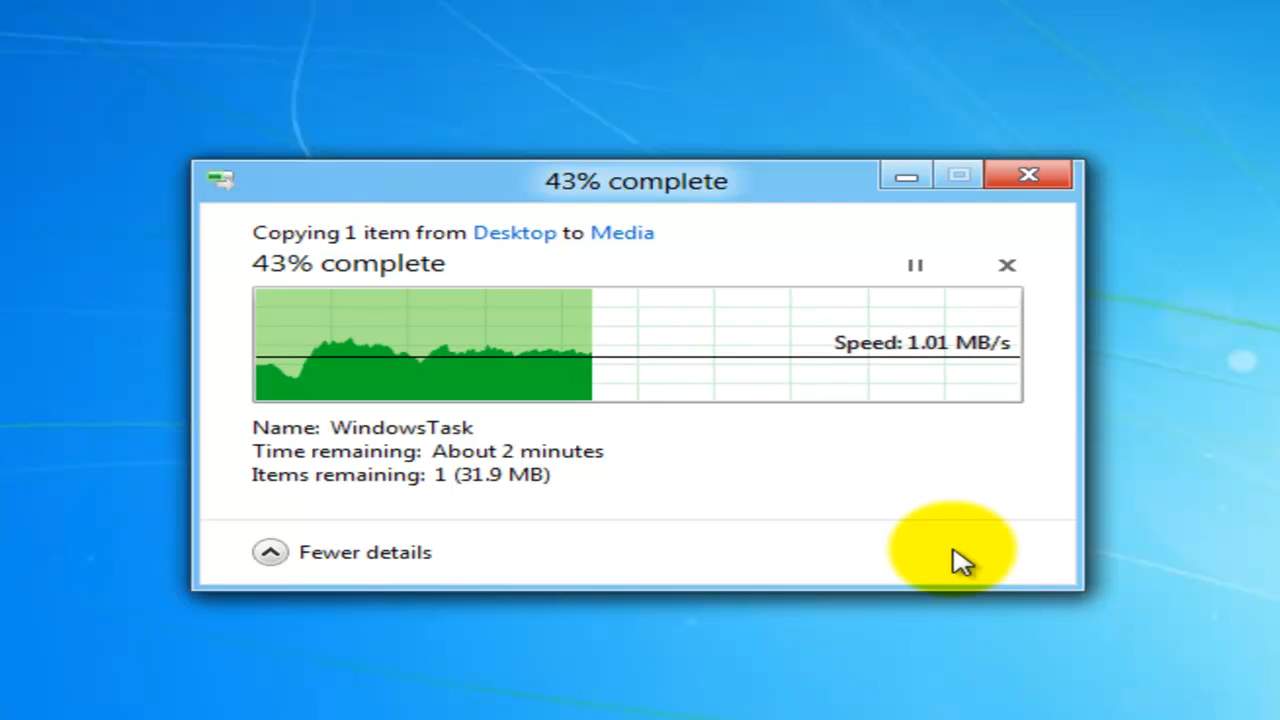 43% complete
Copying 1 item from Desktop to Media
43% complete
Speed: 1.01 MB/s
Name: WindowsTask
Time remaining: About 2 minutes
Items remaining: 1 (31.9 MB)
Fewer details